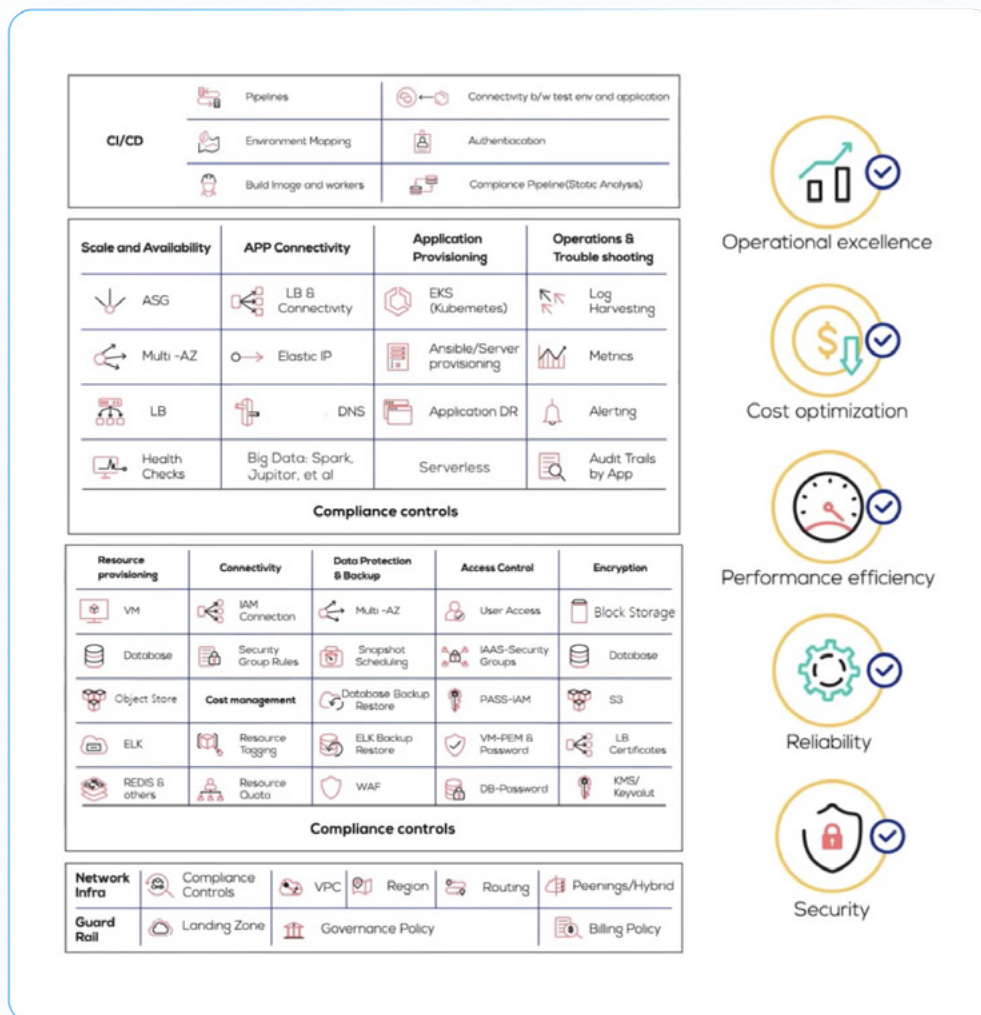 CI/CD
Pipelines
Connectivity b/w test env and application
Environment Mapping
Authentiacation
Build Image and workers
Complance Pipeline(Static Analysis)
Scale and Availability
APP Connectivity
Application
Provisioning
Operations &
Trouble shooting
ASG
LB &
Connectivity
EKS
(Kubernetes)
Log
Harvesting
Multi -AZ
Elastic IP
Ansible/Server
provisioning
Metrics
LB
DNS
Application DR
Alerting
Health
Checks
Big Data: Spark,
Jupitor, et al
Serverless
Audit Trails
by App
Compliance controls
Resource
provisioning
Connectivity
Data Protection
& Backup
Access Control
Encryption
VM
IAM
Connection
Multi -AZ
User Access
Block Storage
Database
Security
Group Rules
Snapshot
Scheduling
IAAS-Security
Groups
Database
Object Store
Cost management
Database Backup
Restore
PASS-IAM
S3
ELK
Resource
Tagging
ELK Backup
Restore
VM-PEM &
Password
LB
Certificates
REDIS &
others
Resource
Quota
WAF
DB-Password
KMS/
Keyvalut
Compliance controls
Network
Infra
Compliance
Controls
VPC
Region
Routing
Peenings/Hybrid
Guard
Rail
Landing Zone
Governance Policy
Billing Policy
Operational excellence
Cost optimization
Performance efficiency
Reliability
Security